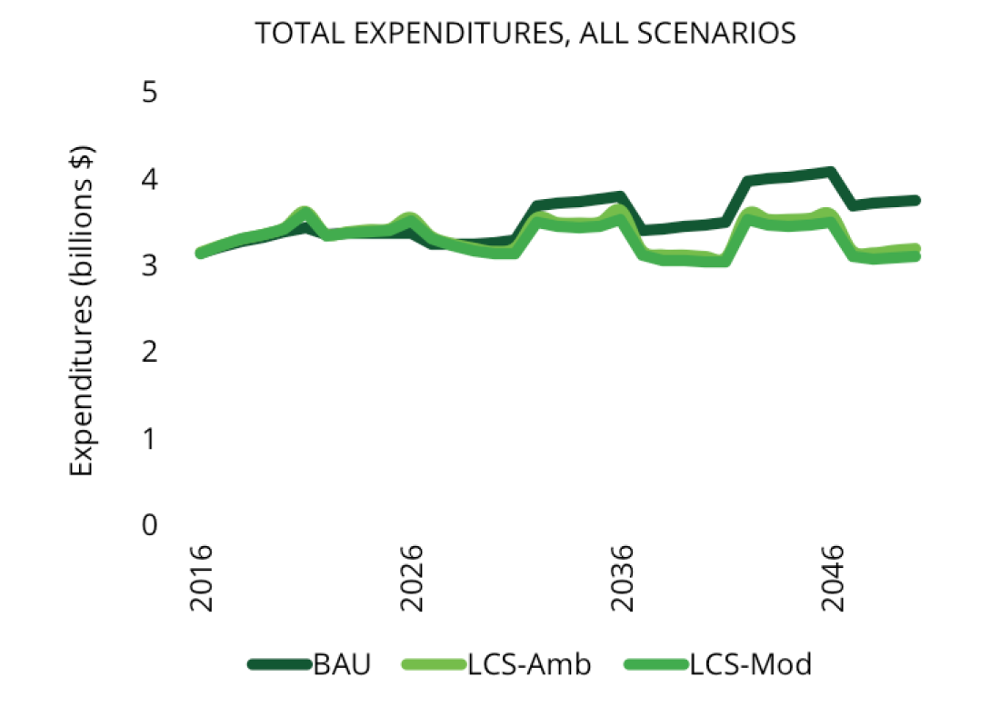 TOTAL EXPENDITURES, ALL SCENARIOS
Expenditures (billions $)
5
4
3
2
1
0
2016
2026
2036
2046
BAU
LCS-Amb
LCS-Mod